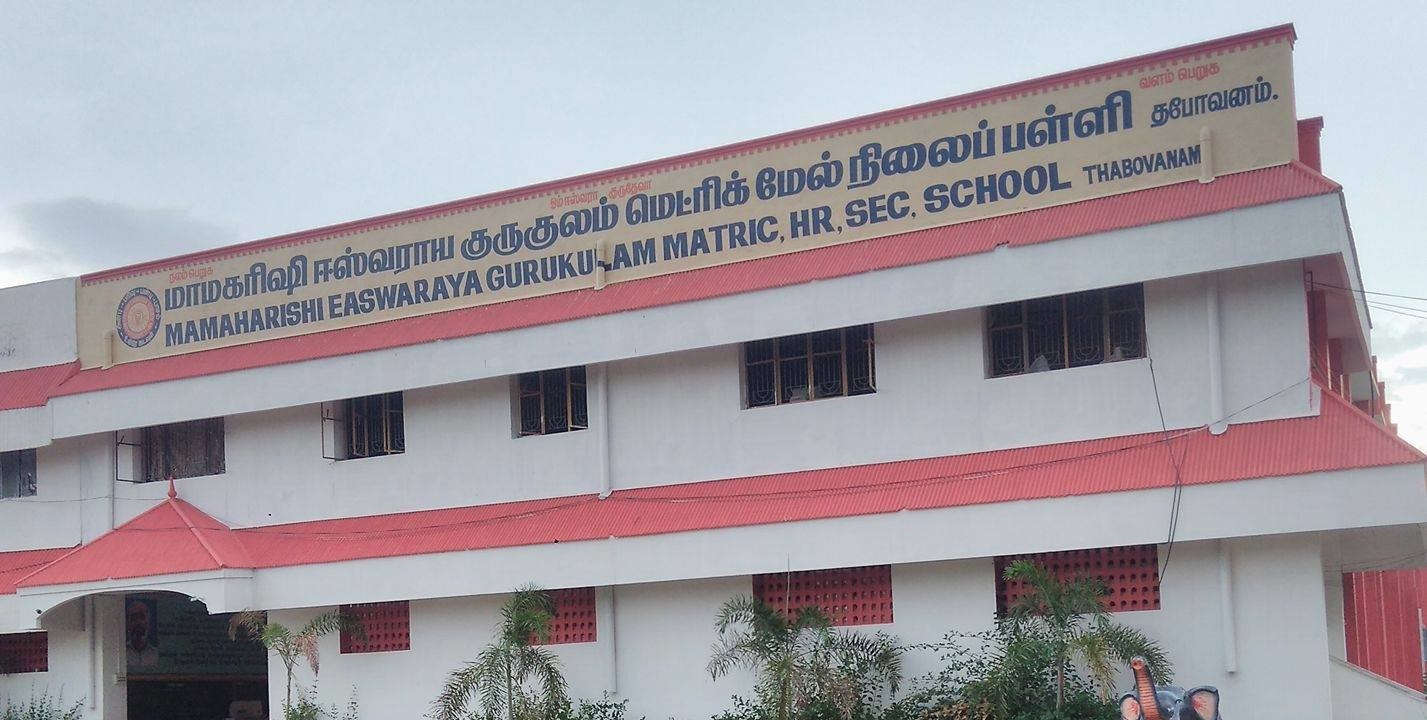 நலம் பெறுக
ஓம் ஈஸ்வரா குருதேவா
வளம் பெறுக
மாமகரிஷி ஈஸ்வராய குருகுலம் மெட்ரிக் மேல் நிலைப் பள்ளி தபோவனம்.
MAMAHARISHI EASWARAYA GURUKULAM MATRIC, HR, SEC, SCHOOL THABOVANAM